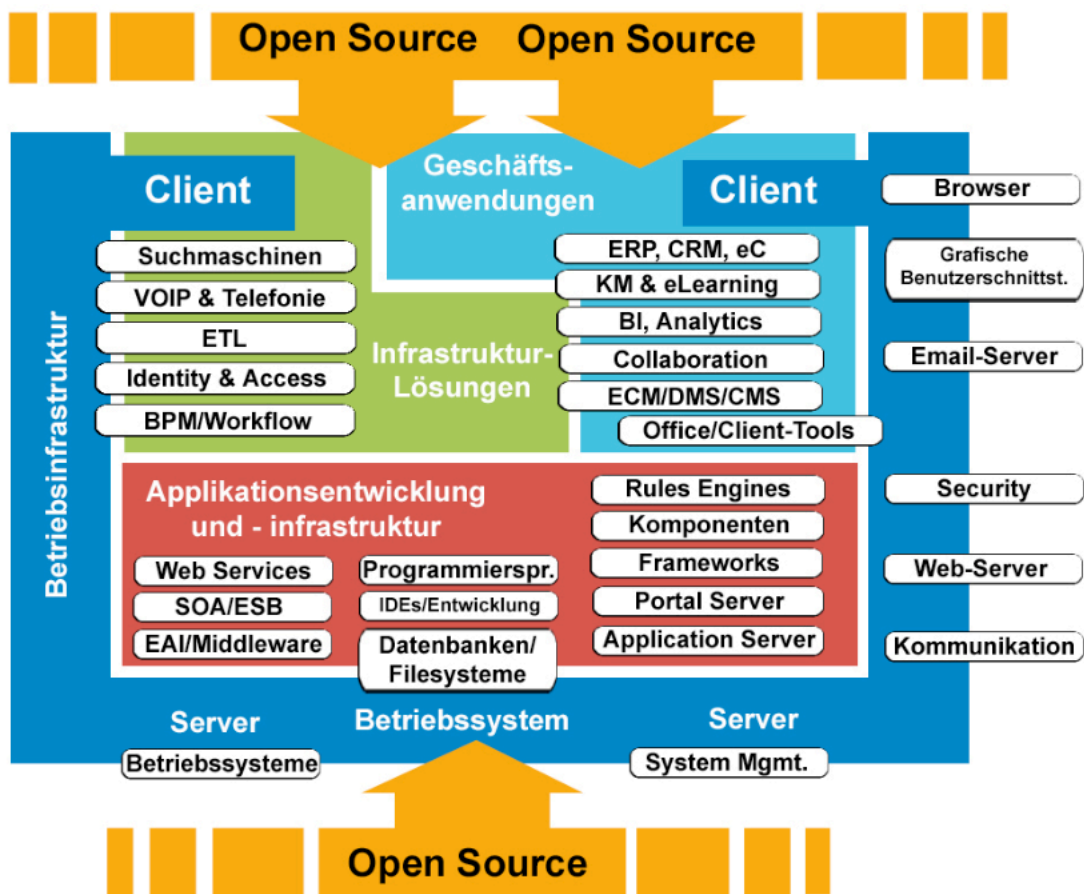 Open Source
Open Source
Client
Geschäfts-
anwendungen
Client
Browser
Grafische
Benutzerschnittst.
Email-Server
Security
Web-Server
Kommunikation
Betriebsinfrastruktur
Suchmaschinen
VOIP & Telefonie
ETL
Identity & Access
BPM/Workflow
Infrastruktur-
Lösungen
ERP, CRM, eC
KM & eLearning
BI, Analytics
Collaboration
ECM/DMS/CMS
Office/Client-Tools
Applikationsentwicklung
und - infrastruktur
Web Services
SOA/ESB
EAI/Middleware
Programmierspr.
IDEs/Entwicklung
Datenbanken/
Filesysteme
Rules Engines
Komponenten
Frameworks
Portal Server
Application Server
Server
Betriebssystem
Server
Betriebssysteme
System Mgmt.
Open Source